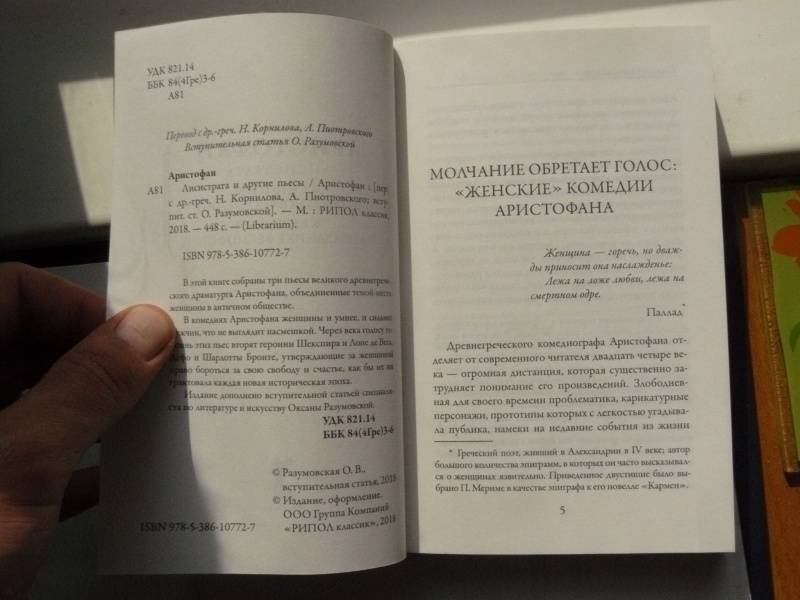 УДК 821.14
ББК 84(4Гре)3-6
А81
Перевод с др.-греч. Н. Корнилова, А. Пиотровского
Вступительная статья О. Разумовской
Аристофан
А81 Лисистрата и другие пьесы / Аристофан ; [пер.
с др.-греч. Н. Корнилова, А. Пиотровского; всту-
пит. ст. О. Разумовской]. — М. : РИПОЛ классик,
2018. — 448 с. — (Librarium).
ISBN 978-5-386-10772-7
В этой книге собраны три пьесы великого древнегрече-
ского драматурга Аристофана, объединенные темой места
женщины в античном обществе.
В комедиях Аристофана женщины и умнее, и сильнее
мужчин, что не выглядит насмешкой. Через века голосу
этих пьес вторят героини Шекспира и Лопе де Вега,
и Шарлотты Бронте, утверждающие за женщиной
право бороться за свою свободу и счастье, как бы их ни
трактовала каждая новая историческая эпоха.
Издание дополнено вступительной статьей специали-
ста по литературе и искусству Оксаны Разумовской.
УДК 821.14
ББК 84(4Гре)3-6
© Разумовская О. В.,
вступительная статья, 2018
© Издание, оформление.
ООО Группа Компаний
«РИПОЛ классик», 2018
ISBN 978-5-386-10772-7
МОЛЧАНИЕ ОБРЕТАЕТ ГОЛОС:
«ЖЕНСКИЕ» КОМЕДИИ
АРИСТОФАНА
Женщина — горечь, но дваж-
ды приносит она наслажденье:
Лежа на ложе любви, лежа на
смертном одре.
Паллад*
Древнегреческого комедиографа Аристофана от-
деляет от современного читателя двадцать четыре ве-
ка — огромная дистанция, которая существенно за-
трудняет понимание его произведений. Злободнев-
ная для своего времени проблематика, карикатурные
персонажи, прототипы которых с легкостью угадыва-
ла публика, намеки на недавние события из жизни
* Греческий поэт, живший в Александрии в IV веке; автор
большого количества эпиграмм, в которых он часто высказывал-
ся о женщинах язвительно. Приведенное двустишие было вы-
брано П. Мериме в качестве эпиграфа к его новелле «Кармен».
5